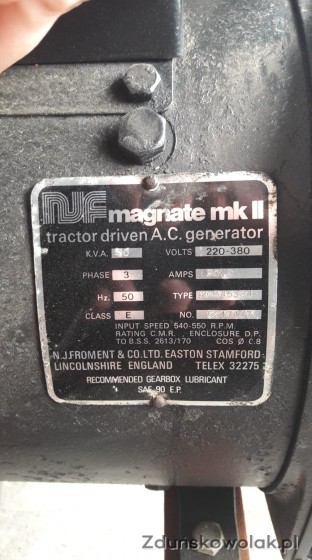 NJF magnate mk II
tractor driven A.C. generator
K.V.A. VOLTS 220-380
PHASE 3 AMPS
Hz. 50 TYPE
CLASS E NO.
INPUT SPEED 540-550 R.P.M.
RATING C.M.R. ENCLOSURE D.P.
TO B.S.S. 2613/170 COS Ø C.8
N.J.FROMENT & CO.LTD. EASTON STAMFORD
LINCOLNSHIRE ENGLAND TELEX 32275
RECOMMENDED GEARBOX LUBRICANT
SAE 90 E.P.
Zdunskowolak.pl